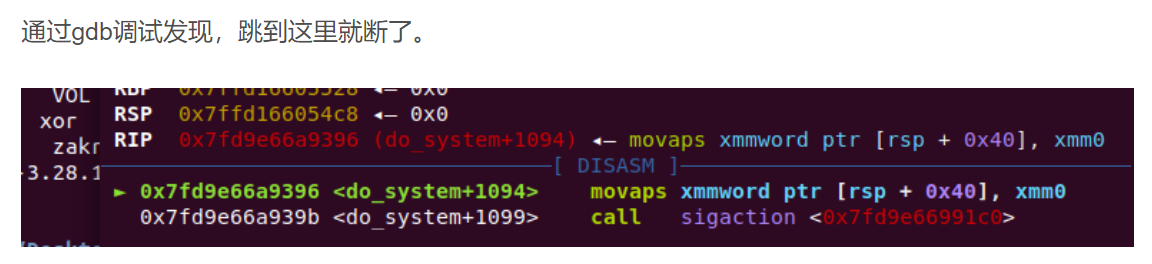 通过gdb调试发现，跳到这里就断了。
VOL
RSP 0x7ffd166054c8 ◂— 0x0
xor
RIP 0x7fd9e66a9396 (do_system+1094) ◂— movaps xmmword ptr [rsp + 0x40], xmm0
zakr
-3.28.1
[ DISASM ]
► 0x7fd9e66a9396 <do_system+1094> movaps xmmword ptr [rsp + 0x40], xmm0
0x7fd9e66a939b <do_system+1099> call sigaction <0x7fd9e66991c0>